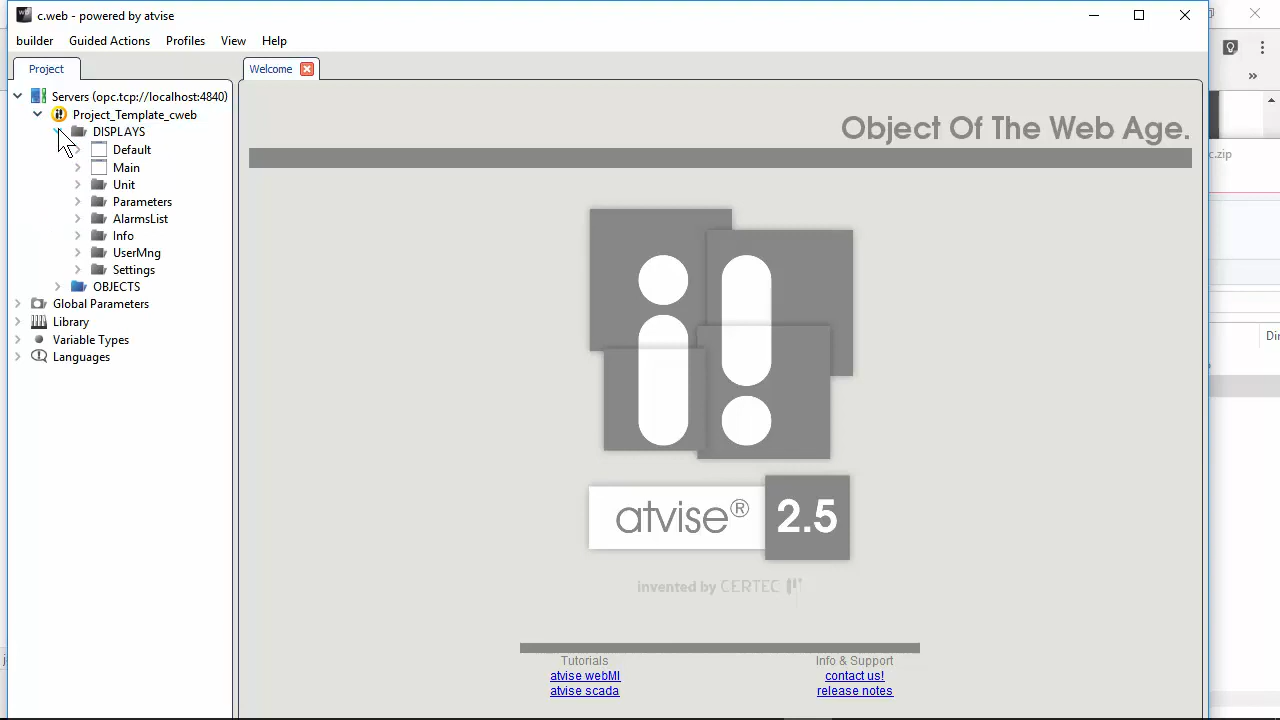 c.web - powered by atvise
builder Guided Actions Profiles View Help
Project
Welcome
Servers (opc.tcp://localhost:4840)
Project_Template_cweb
DISPLAYS
Default
Main
Unit
Parameters
AlarmsList
Info
UserMng
Settings
OBJECTS
Global Parameters
Library
Variable Types
Languages
Object Of The Web Age.
atvise® 2.5
invented by CERTEC
Tutorials
atvise webMI
atvise scada
Info & Support
contact us!
release notes
c.zip